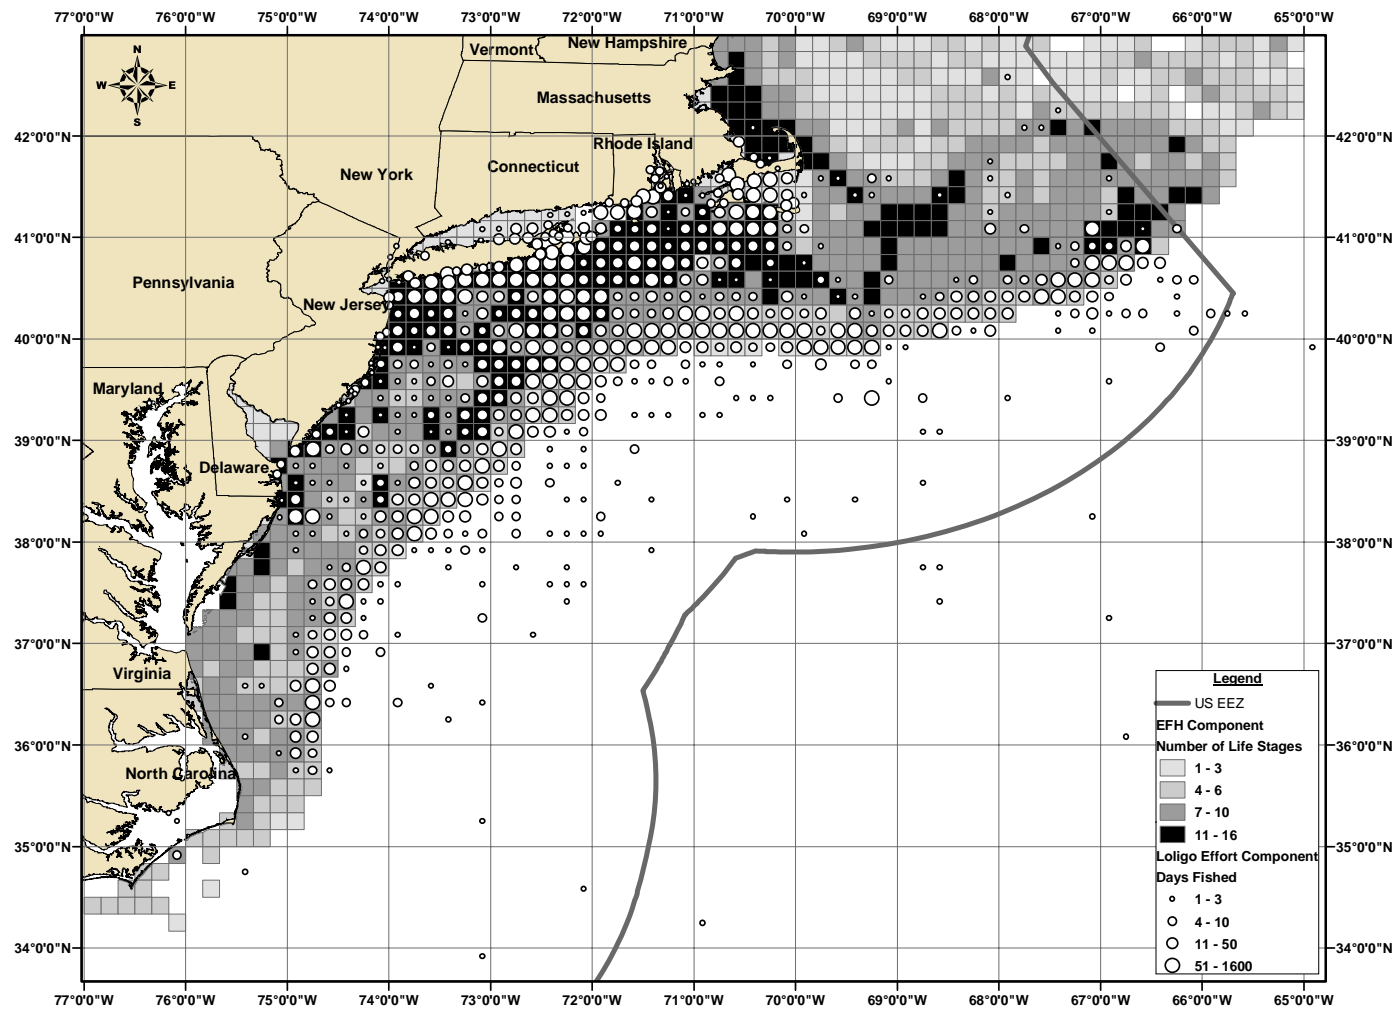 77°0'0"W 76°0'0"W 75°0'0"W 74°0'0"W 73°0'0"W 72°0'0"W 71°0'0"W 70°0'0"W 69°0'0"W 68°0'0"W 67°0'0"W 66°0'0"W 65°0'0"W
N
W E
S
Vermont
New Hampshire
Massachusetts
42°0'0"N 42°0'0"N
Rhode Island
Connecticut
New York
41°0'0"N 41°0'0"N
Pennsylvania
New Jersey
40°0'0"N 40°0'0"N
Maryland
39°0'0"N 39°0'0"N
Delaware
38°0'0"N 38°0'0"N
37°0'0"N 37°0'0"N
Virginia
36°0'0"N 36°0'0"N
North Carolina
35°0'0"N 35°0'0"N
34°0'0"N 34°0'0"N
Legend
US EEZ
EFH Component
Number of Life Stages
1 - 3
4 - 6
7 - 10
11 - 16
Loligo Effort Component
Days Fished
1 - 3
4 - 10
11 - 50
51 - 1600
77°0'0"W 76°0'0"W 75°0'0"W 74°0'0"W 73°0'0"W 72°0'0"W 71°0'0"W 70°0'0"W 69°0'0"W 68°0'0"W 67°0'0"W 66°0'0"W 65°0'0"W